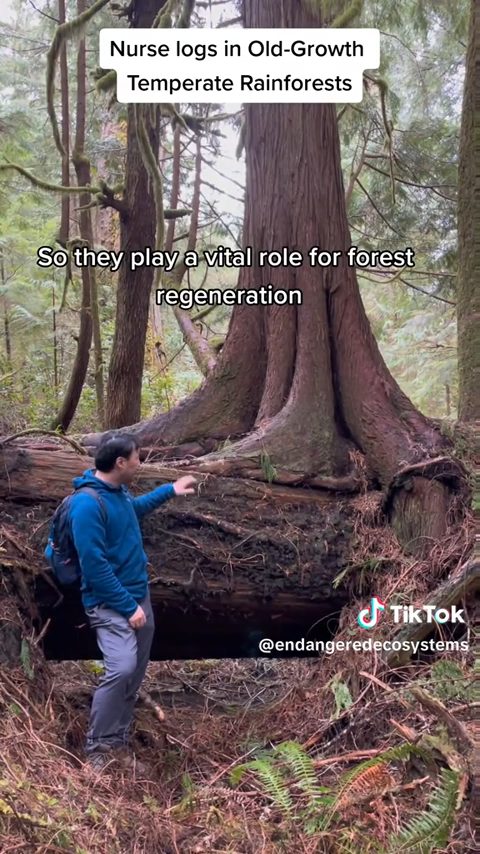 Nurse logs in Old-Growth
Temperate Rainforests
So they play a vital role for forest
regeneration
TikTok
@endangeredecosystems